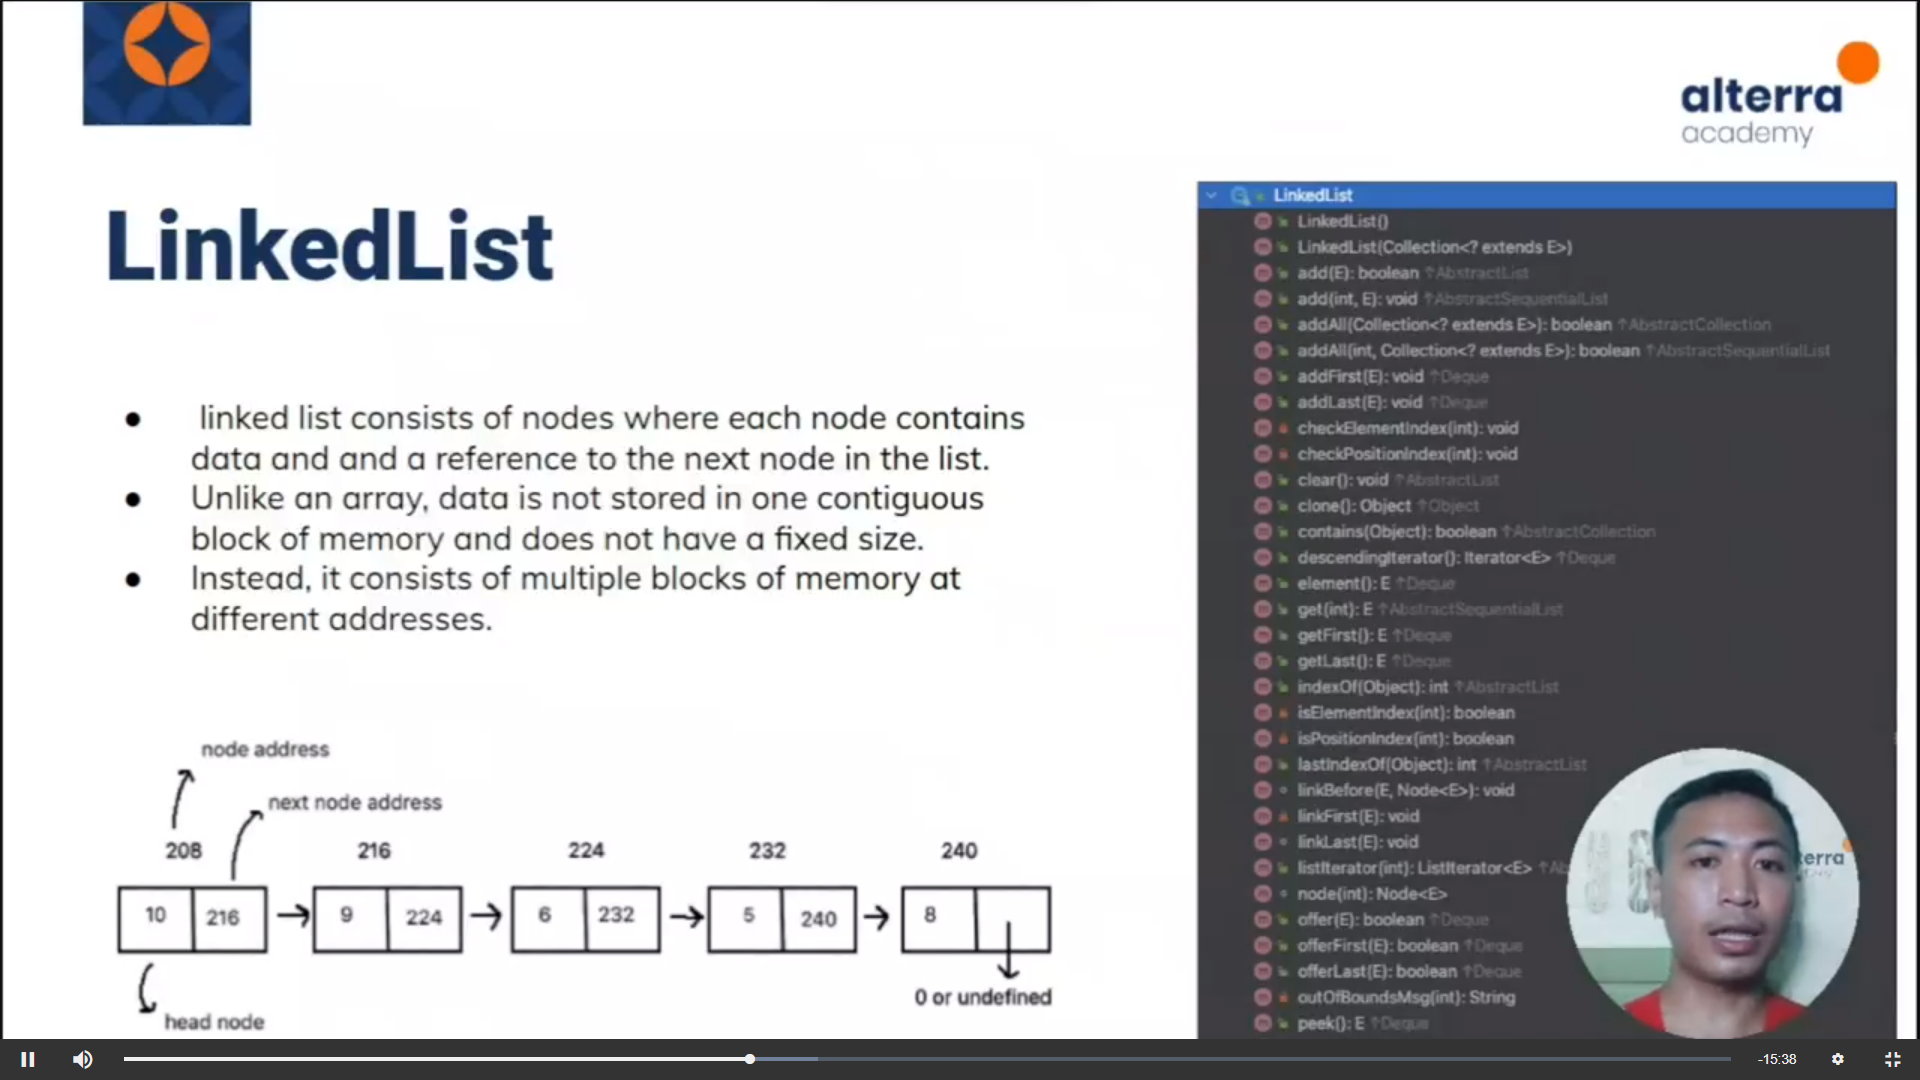 alterra
academy
LinkedList
● linked list consists of nodes where each node contains
data and and a reference to the next node in the list.
● Unlike an array, data is not stored in one contiguous
block of memory and does not have a fixed size.
● Instead, it consists of multiple blocks of memory at
different addresses.
node address
next node address
208 216 224 232 240
10 216 9 224 6 232 5 240 8
0 or undefined
head node
LinkedList
LinkedList()
LinkedList(Collection<? extends E>)
add(E): boolean ↑AbstractList
add(int, E): void ↑AbstractSequentialList
addAll(Collection<? extends E>): boolean ↑AbstractCollection
addAll(int, Collection<? extends E>): boolean ↑AbstractSequentialList
addFirst(E): void ↑Deque
addLast(E): void ↑Deque
checkElementIndex(int): void
checkPositionIndex(int): void
clear(): void ↑AbstractList
clone(): Object ↑Object
contains(Object): boolean ↑AbstractCollection
descendingIterator(): Iterator<E> ↑Deque
element(): E ↑Deque
get(int): E ↑AbstractSequentialList
getFirst(): E ↑Deque
getLast(): E ↑Deque
indexOf(Object): int ↑AbstractList
isElementIndex(int): boolean
isPositionIndex(int): boolean
lastIndexOf(Object): int ↑AbstractList
linkBefore(E, Node<E>): void
linkFirst(E): void
linkLast(E): void
listIterator(int): ListIterator<E> ↑Ab
node(int): Node<E>
offer(E): boolean ↑Deque
offerFirst(E): boolean ↑Deque
offerLast(E): boolean ↑Deque
outOfBoundsMsg(int): String
peek(): E ↑Deque
terra
-15:38